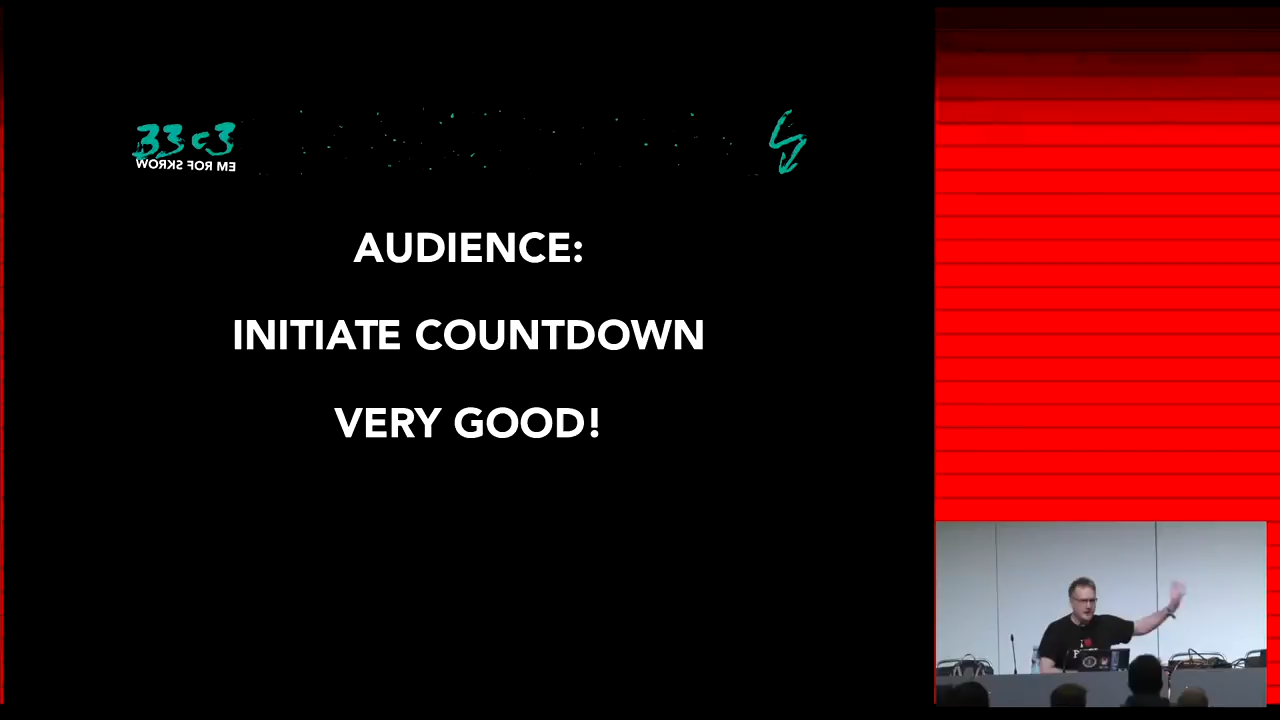 33c3
WORKS FOR ME
AUDIENCE:
INITIATE COUNTDOWN
VERY GOOD!